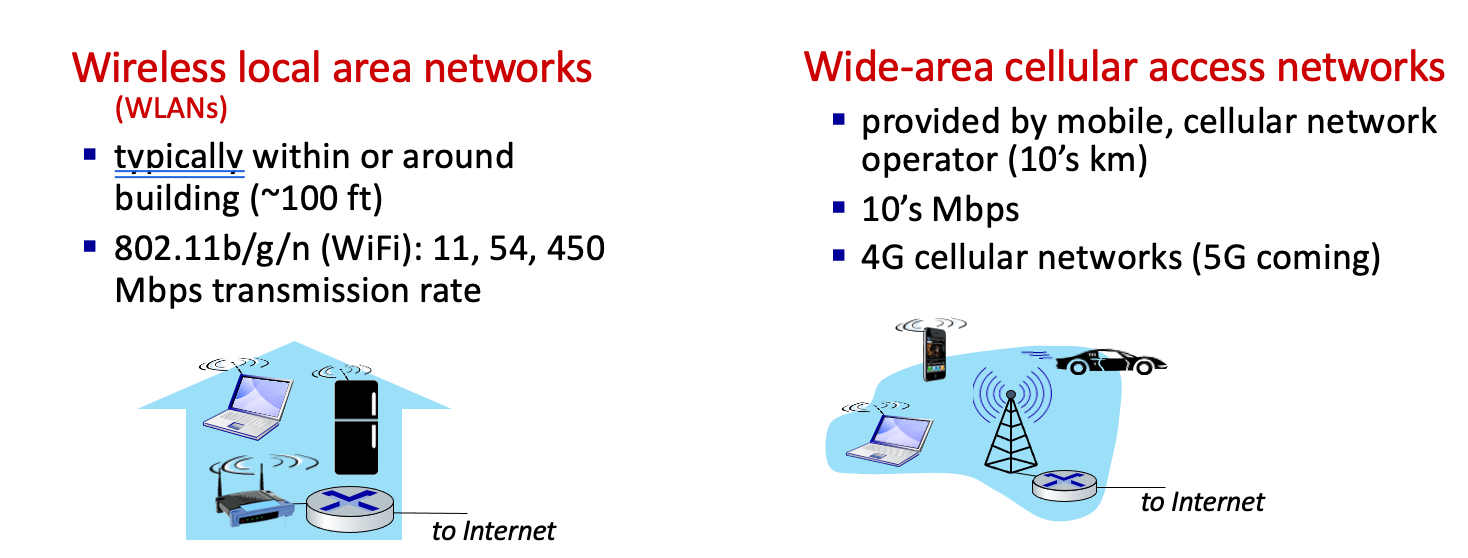 Wireless local area networks
(WLANs)
▪ typically within or around
building (~100 ft)
▪ 802.11b/g/n (WiFi): 11, 54, 450
Mbps transmission rate
to Internet
Wide-area cellular access networks
▪ provided by mobile, cellular network
operator (10’s km)
▪ 10’s Mbps
▪ 4G cellular networks (5G coming)
to Internet